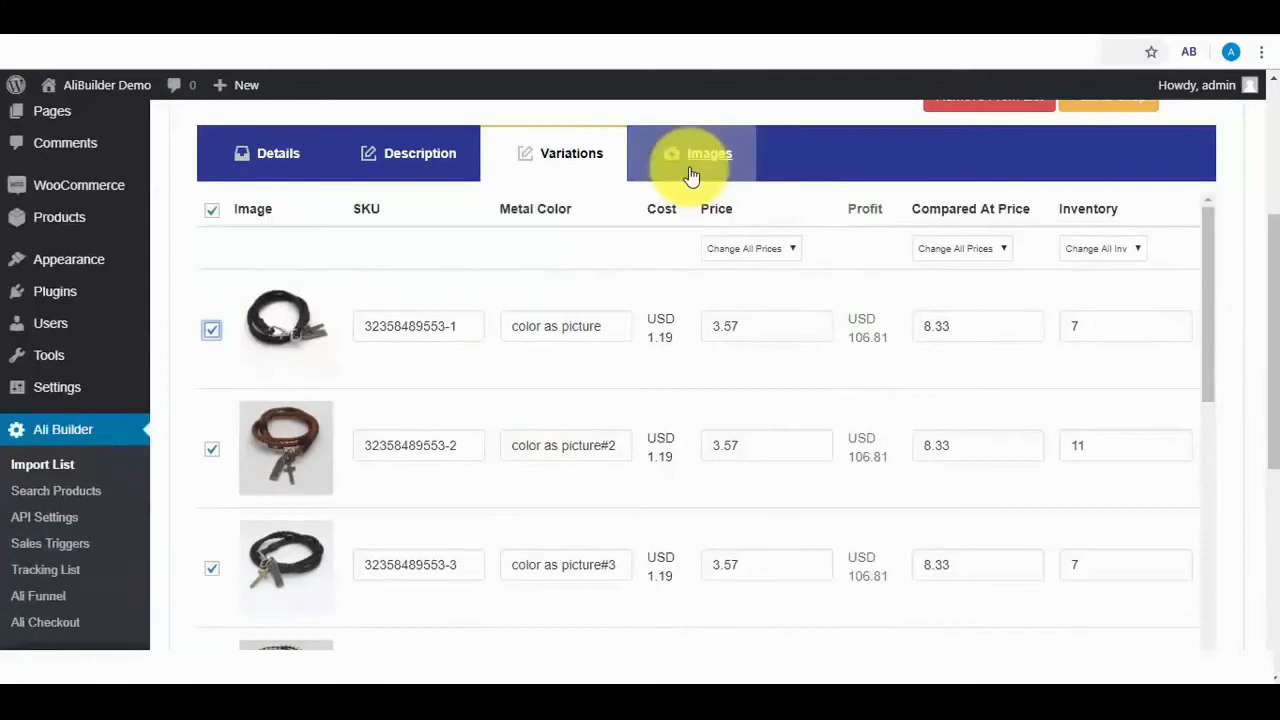 AB
A
AliBuilder Demo
0
New
Howdy, admin
Pages
Comments
WooCommerce
Products
Appearance
Plugins
Users
Tools
Settings
Ali Builder
Import List
Search Products
API Settings
Sales Triggers
Tracking List
Ali Funnel
Ali Checkout
Details
Description
Variations
Images
Image
SKU
Metal Color
Cost
Price
Profit
Compared At Price
Inventory
Change All Prices
Change All Prices
Change All Inv
32358489553-1
color as picture
USD
1.19
3.57
USD
106.81
8.33
7
32358489553-2
color as picture#2
USD
1.19
3.57
USD
106.81
8.33
11
32358489553-3
color as picture#3
USD
1.19
3.57
USD
106.81
8.33
7